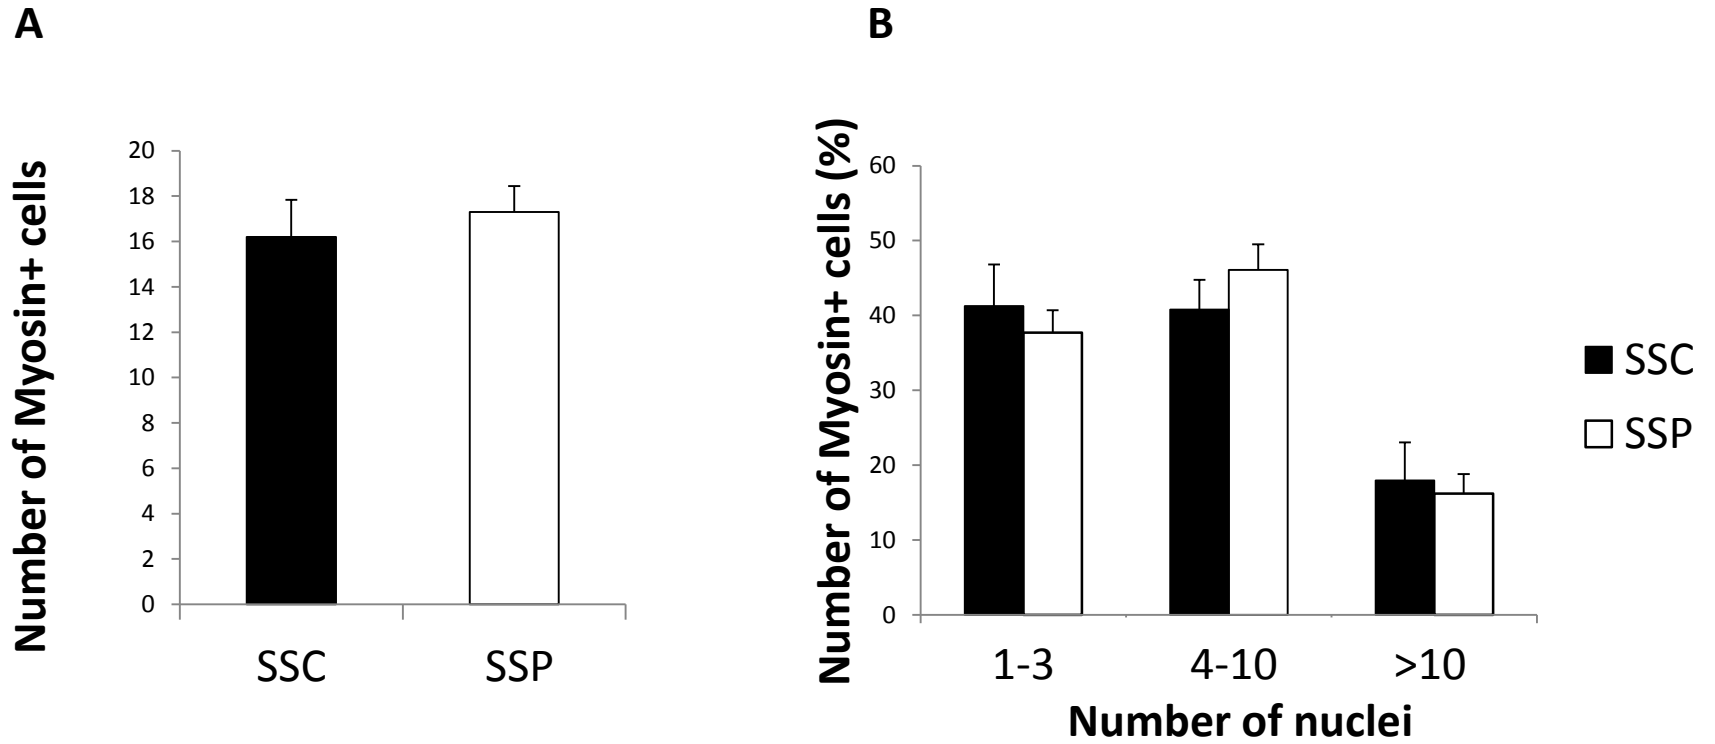 A
Number of Myosin+ cells
20
18
16
14
12
10
8
6
4
2
0
SSC
SSP
B
Number of Myosin+ cells (%)
60
50
40
30
20
10
0
1-3
4-10
>10
Number of nuclei
SSC
SSP